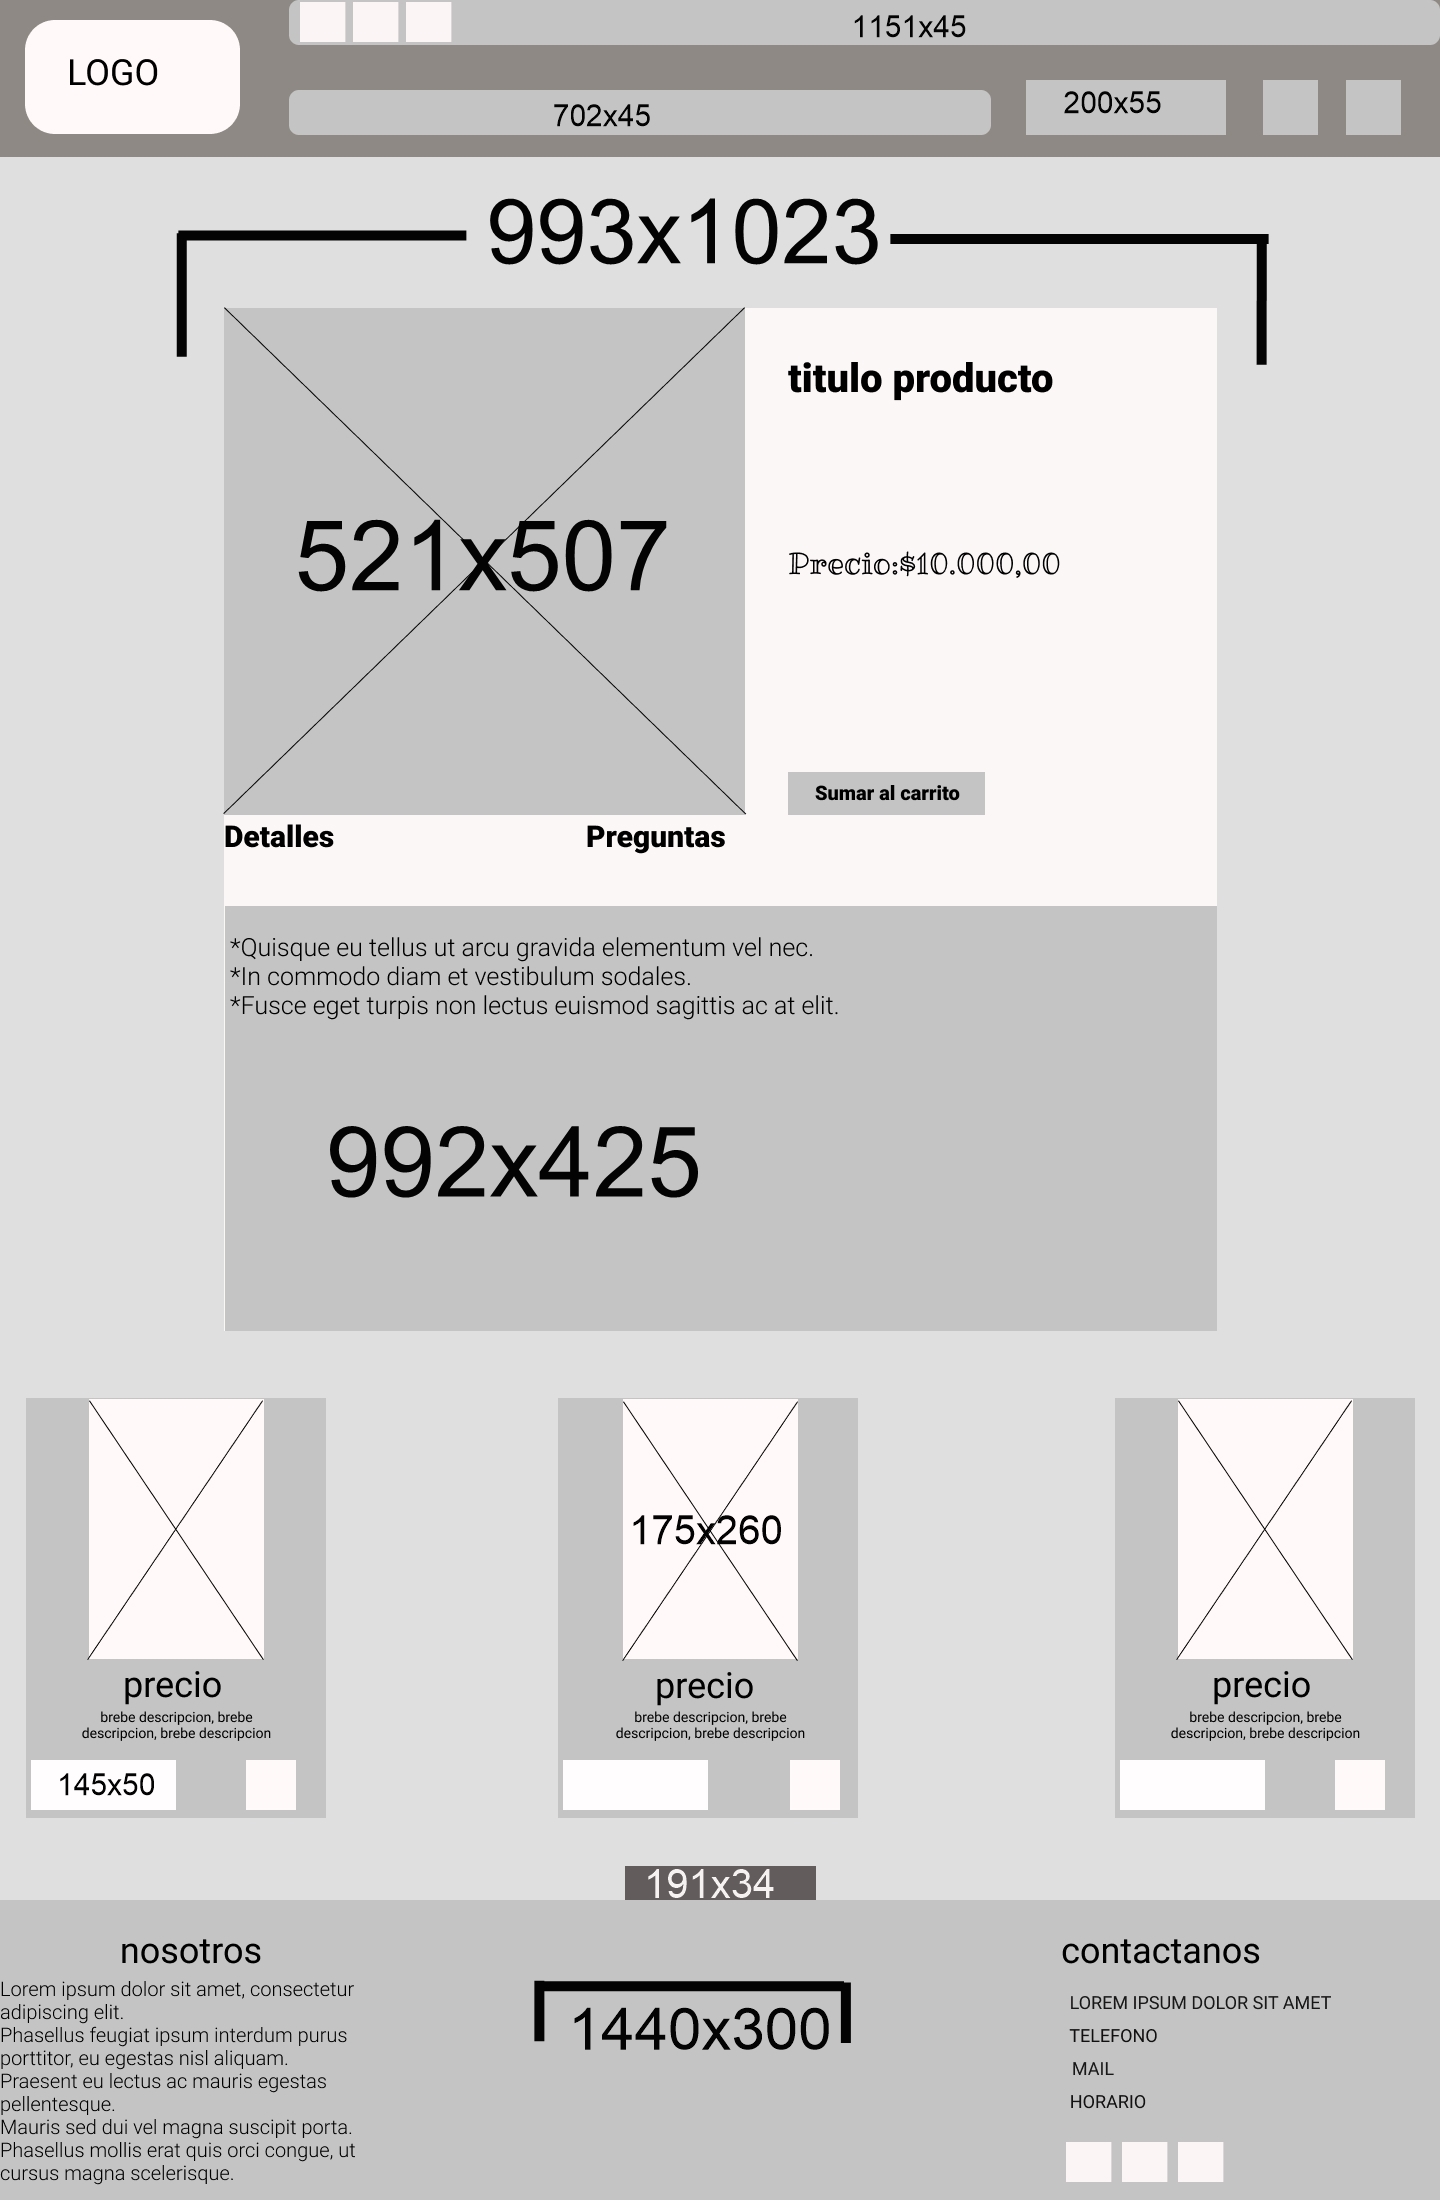 1151x45
LOGO
702x45
200x55
993x1023
titulo producto
521x507
Precio:$10.000,00
Sumar al carrito
Detalles
Preguntas
*Quisque eu tellus ut arcu gravida elementum vel nec.
*In commodo diam et vestibulum sodales.
*Fusce eget turpis non lectus euismod sagittis ac at elit.
992x425
precio
brebe descripcion, brebe
descripcion, brebe descripcion
145x50
175x260
precio
brebe descripcion, brebe
descripcion, brebe descripcion
precio
brebe descripcion, brebe
descripcion, brebe descripcion
191x34
nosotros
Lorem ipsum dolor sit amet, consectetur
adipiscing elit.
Phasellus feugiat ipsum interdum purus
porttitor, eu egestas nisl aliquam.
Praesent eu lectus ac mauris egestas
pellentesque.
Mauris sed dui vel magna suscipit porta.
Phasellus mollis erat quis orci congue, ut
cursus magna scelerisque.
1440x300
contactanos
LOREM IPSUM DOLOR SIT AMET
TELEFONO
MAIL
HORARIO